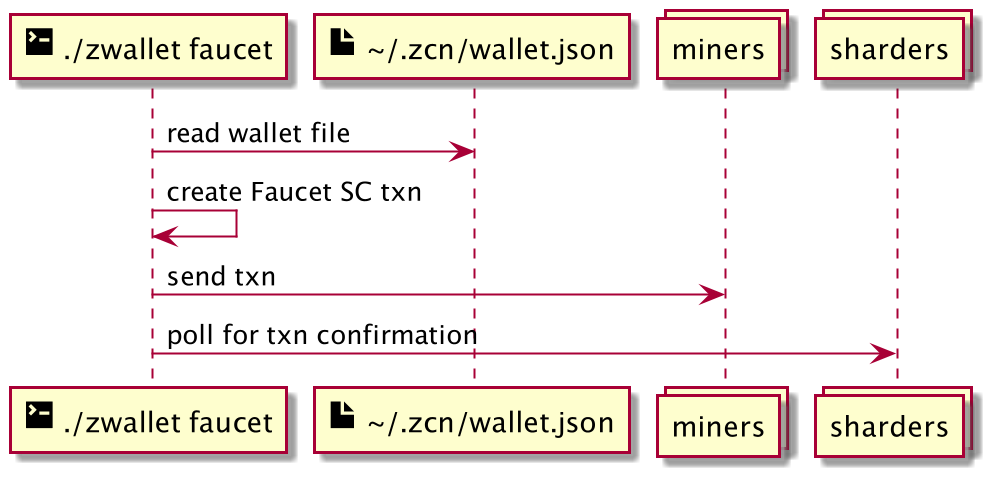 ./zwallet faucet
~/.zcn/wallet.json
miners
sharders
read wallet file
create Faucet SC txn
send txn
poll for txn confirmation
./zwallet faucet
~/.zcn/wallet.json
miners
sharders